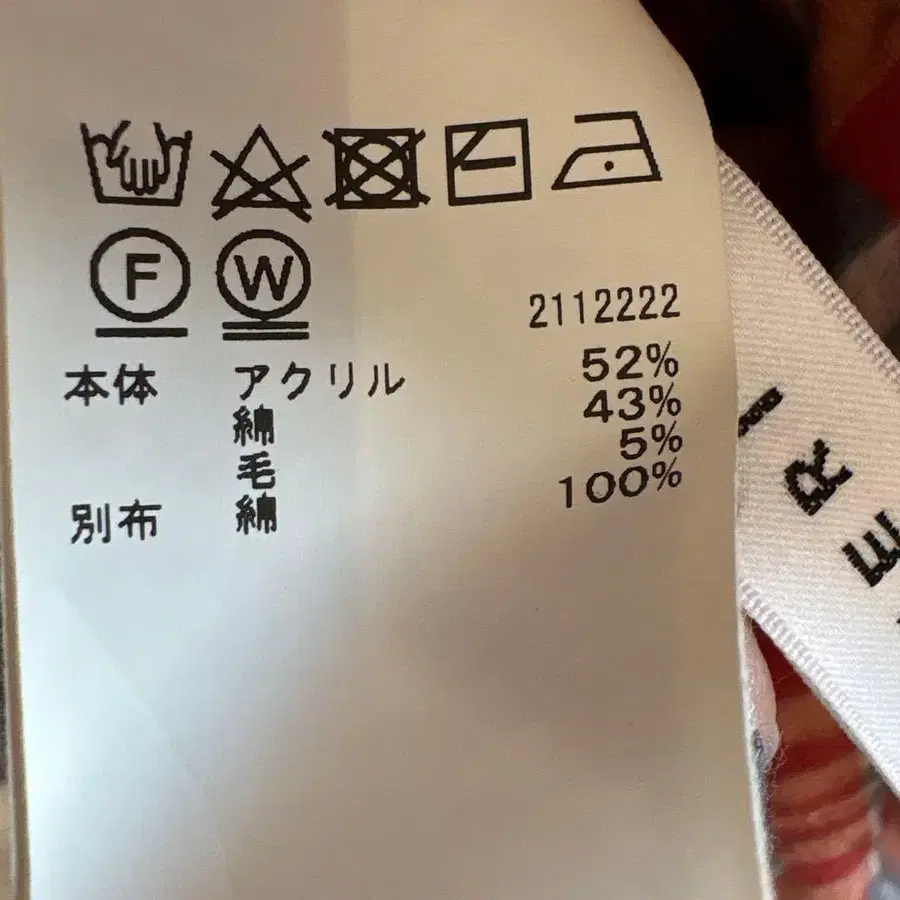 F W
2112222
本体 アクリル 52%
綿 43%
毛 5%
別布 綿 100%
R
E